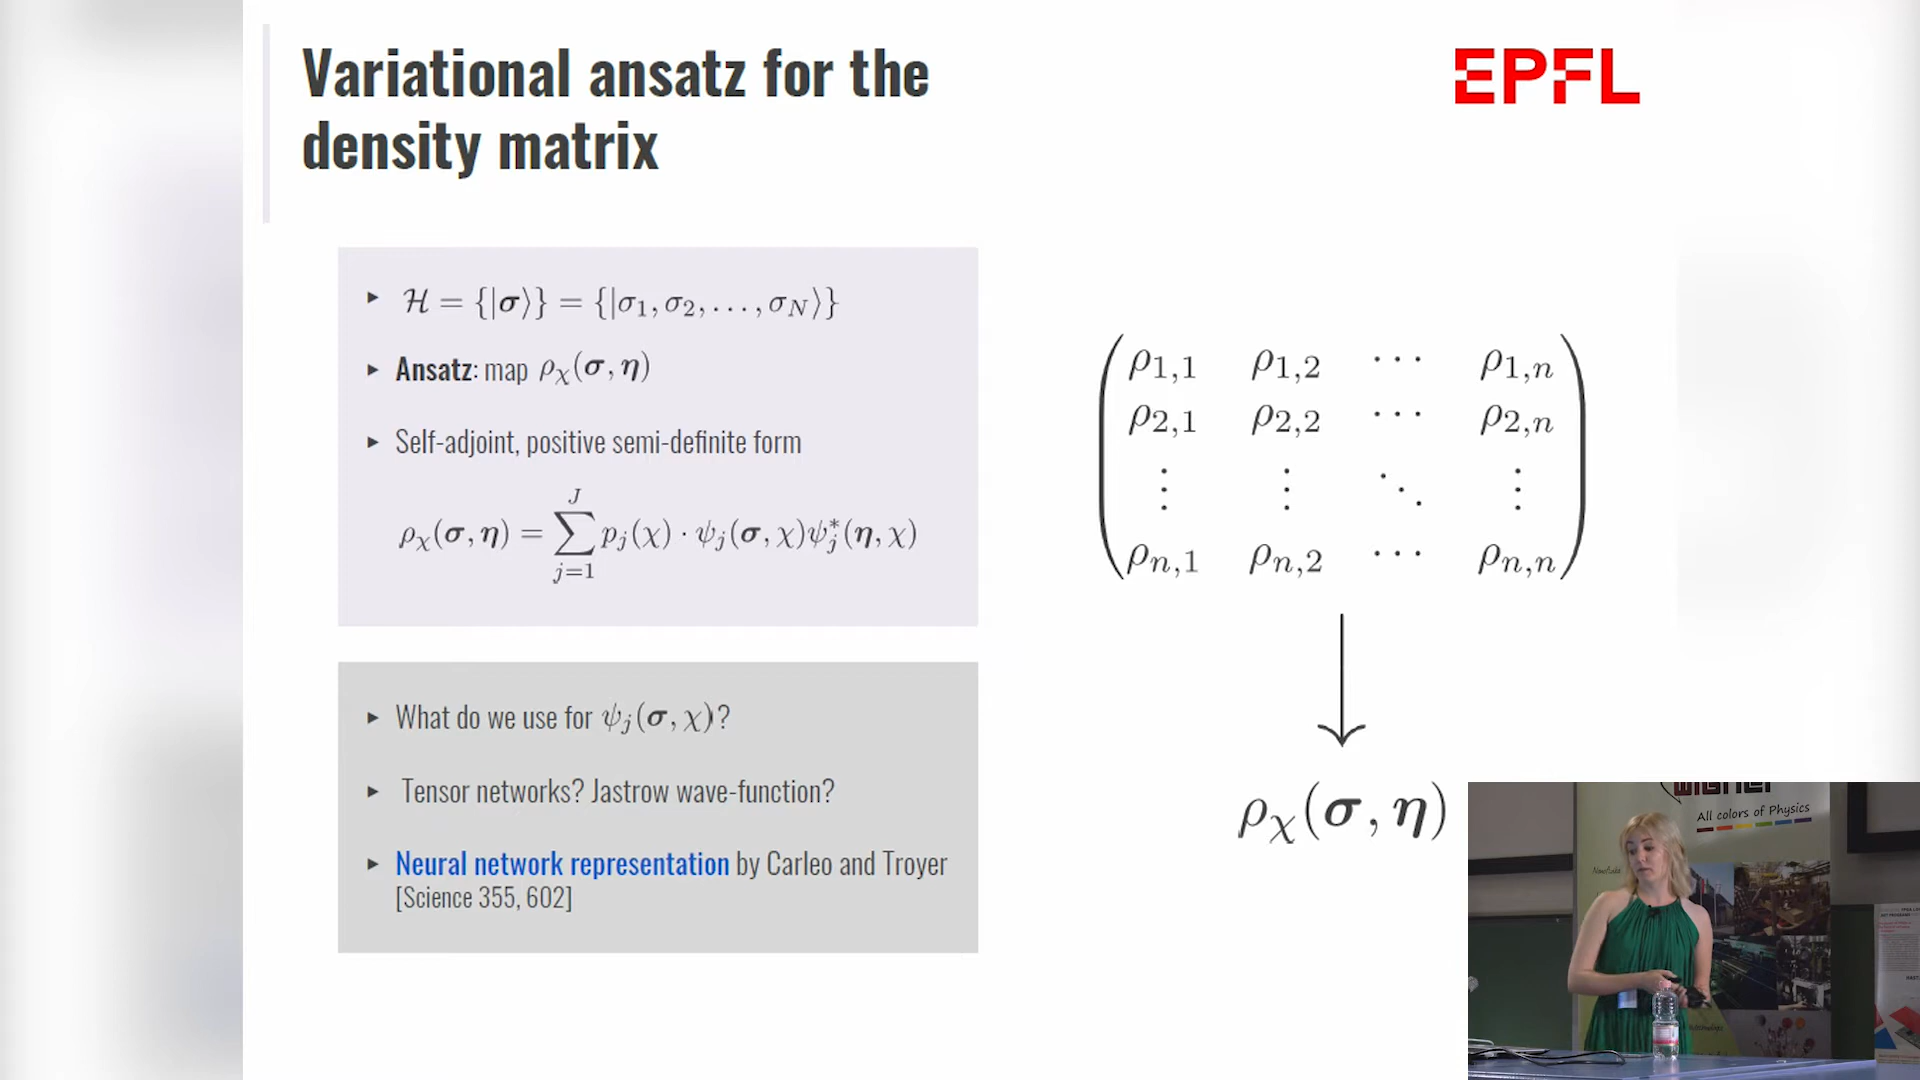 Variational ansatz for the
density matrix
EPFL
▸ ℋ = {|σ⟩} = {|σ₁, σ₂, . . . , σ_N⟩}
▸ Ansatz: map ρ_χ(σ, η)
▸ Self-adjoint, positive semi-definite form
ρ_χ(σ, η) = ∑_{j=1}^{J} p_j(χ) · ψ_j(σ, χ)ψ_j^*(η, χ)
▸ What do we use for ψ_j(σ, χ)?
▸ Tensor networks? Jastrow wave-function?
▸ Neural network representation by Carleo and Troyer
[Science 355, 602]
ρ_{1,1} ρ_{1,2} ⋯ ρ_{1,n}
ρ_{2,1} ρ_{2,2} ⋯ ρ_{2,n}
⋮ ⋮ ⋱ ⋮
ρ_{n,1} ρ_{n,2} ⋯ ρ_{n,n}
ρ_χ(σ, η)
wigner
All colors of Physics